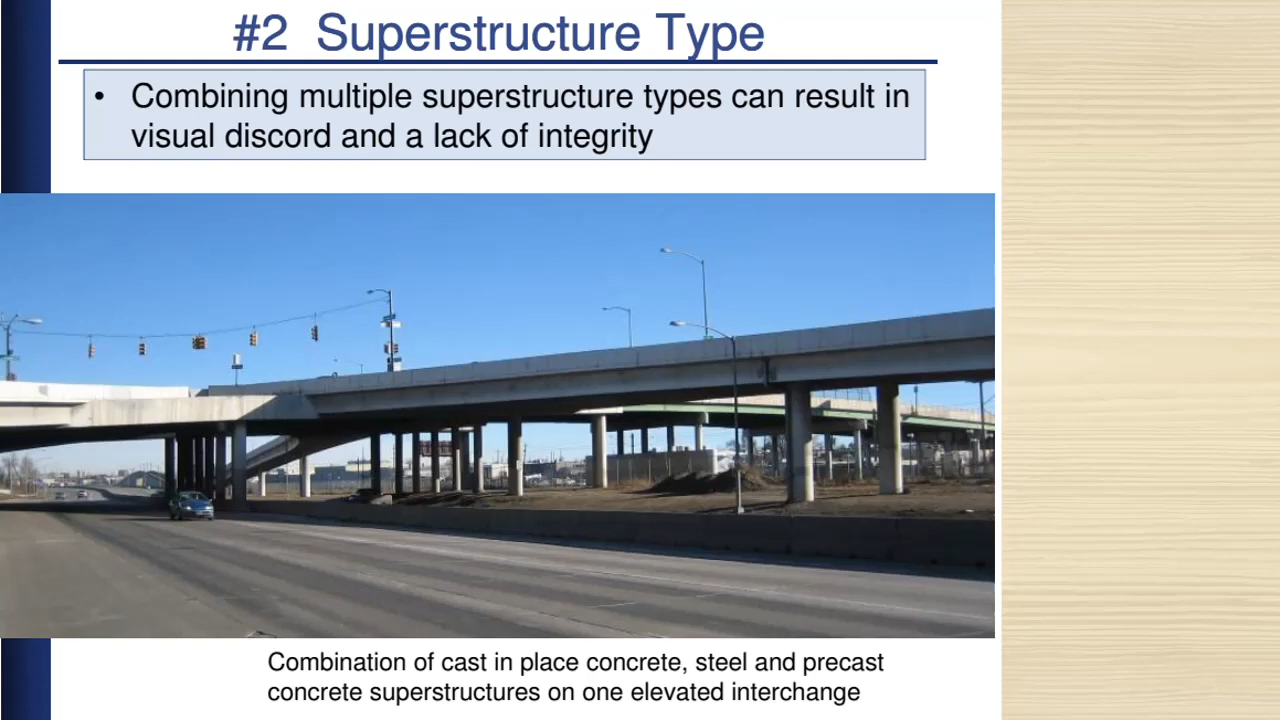 #2 Superstructure Type
• Combining multiple superstructure types can result in
visual discord and a lack of integrity
Combination of cast in place concrete, steel and precast
concrete superstructures on one elevated interchange